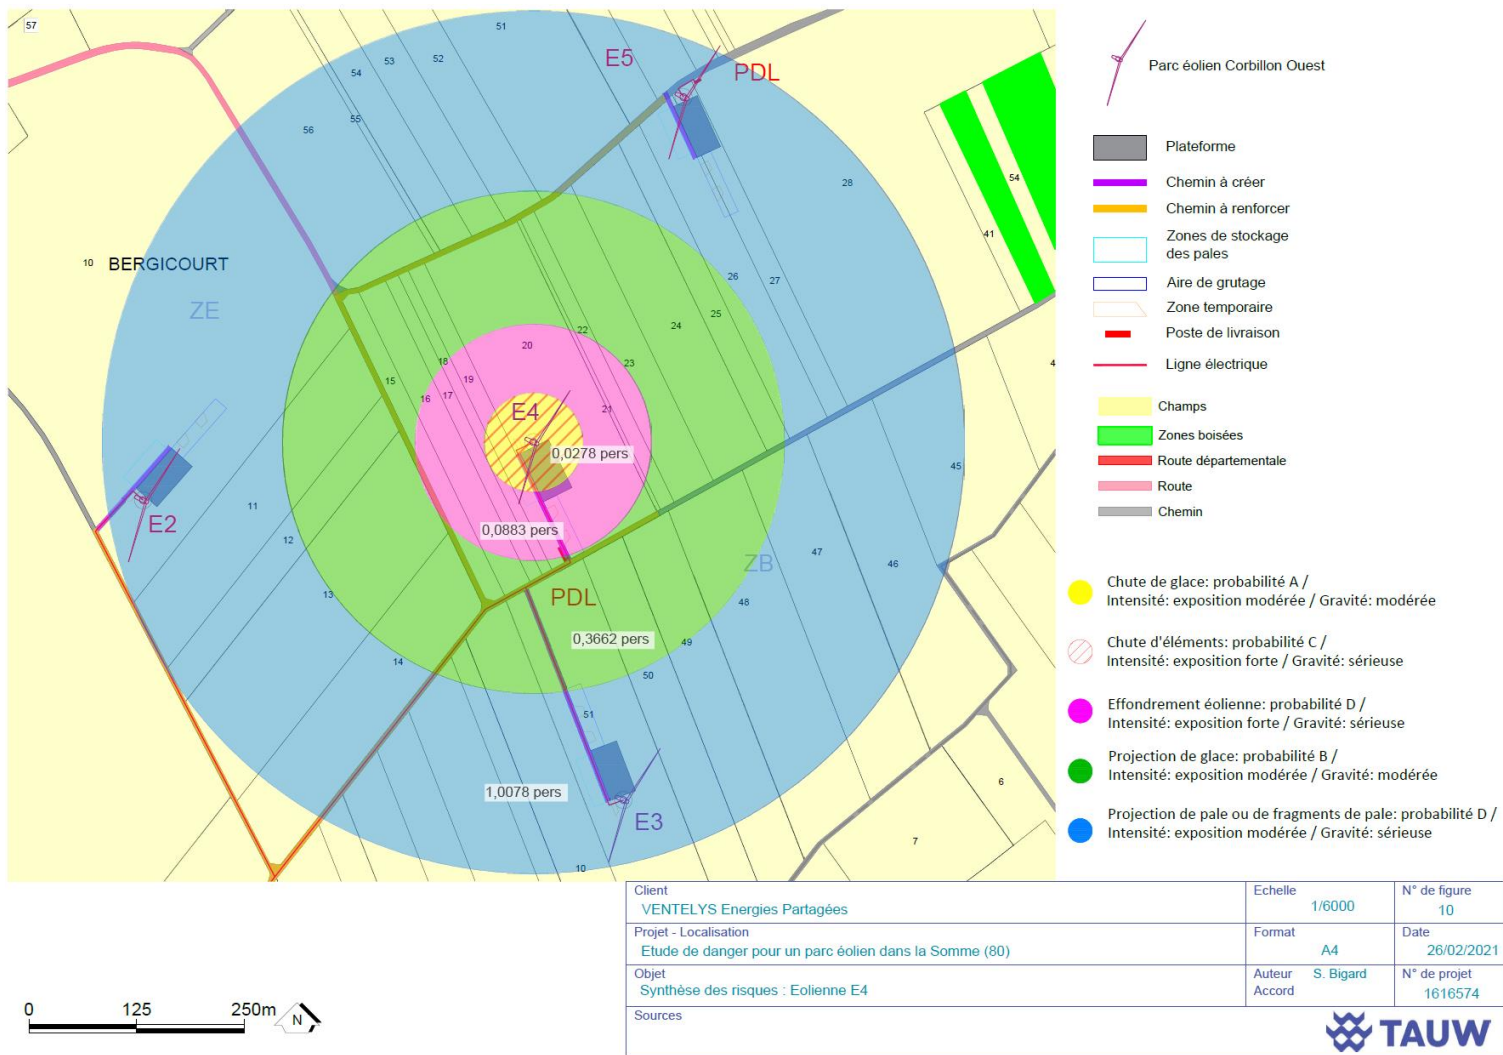 57
51
52
53
54
55
56
E5
PDL
28
54
41
10 BERGICOURT
ZE
26
27
25
24
22
23
20
18
19
17
16
15
21
E4
0,0278 pers
0,0883 pers
E2
11
12
13
14
PDL
ZB
45
46
47
48
49
50
0,3662 pers
51
1,0078 pers
E3
10
4
6
7
Parc éolien Corbillon Ouest
Plateforme
Chemin à créer
Chemin à renforcer
Zones de stockage
des pales
Aire de grutage
Zone temporaire
Poste de livraison
Ligne électrique
Champs
Zones boisées
Route départementale
Route
Chemin
Chute de glace: probabilité A /
Intensité: exposition modérée / Gravité: modérée
Chute d'éléments: probabilité C /
Intensité: exposition forte / Gravité: sérieuse
Effondrement éolienne: probabilité D /
Intensité: exposition forte / Gravité: sérieuse
Projection de glace: probabilité B /
Intensité: exposition modérée / Gravité: modérée
Projection de pale ou de fragments de pale: probabilité D /
Intensité: exposition modérée / Gravité: sérieuse
Client
VENTELYS Energies Partagées
Echelle
1/6000
N° de figure
10
Projet - Localisation
Etude de danger pour un parc éolien dans la Somme (80)
Format
A4
Date
26/02/2021
Objet
Synthèse des risques : Eolienne E4
Auteur S. Bigard
Accord
N° de projet
1616574
Sources
TAUW
0 125 250m
N